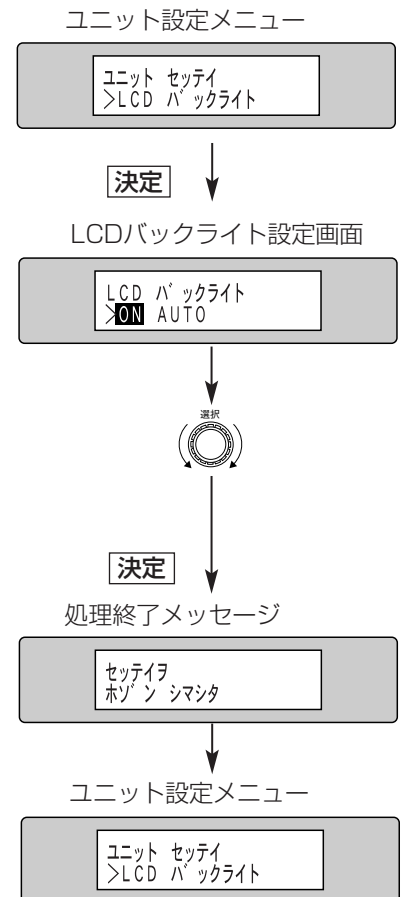 ユニット設定メニュー
ユニット セッテイ
>LCD バックライト
決定
LCDバックライト設定画面
LCD バックライト
>ON AUTO
選択
決定
処理終了メッセージ
セッテイヲ
ホゾン シマシタ
ユニット設定メニュー
ユニット セッテイ
>LCD バックライト